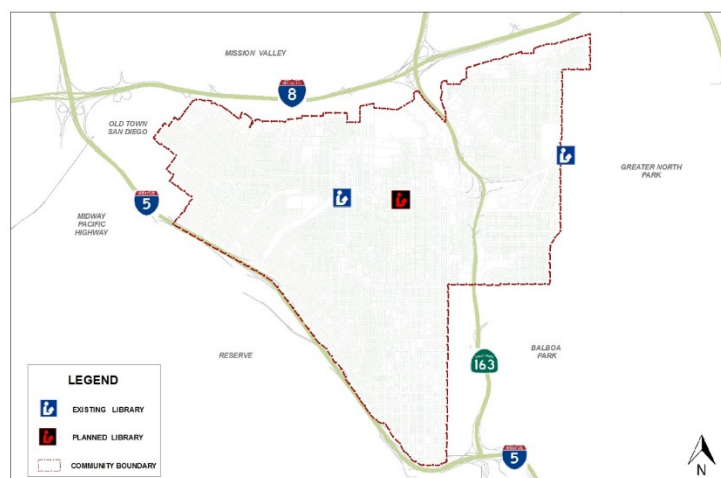 MISSION VALLEY
8
OLD TOWN
SAN DIEGO
GREATER NORTH
PARK
5
MIDWAY
PACIFIC
HIGHWAY
RESERVE
BALBOA
PARK
163
5
LEGEND
EXISTING LIBRARY
PLANNED LIBRARY
COMMUNITY BOUNDARY
N